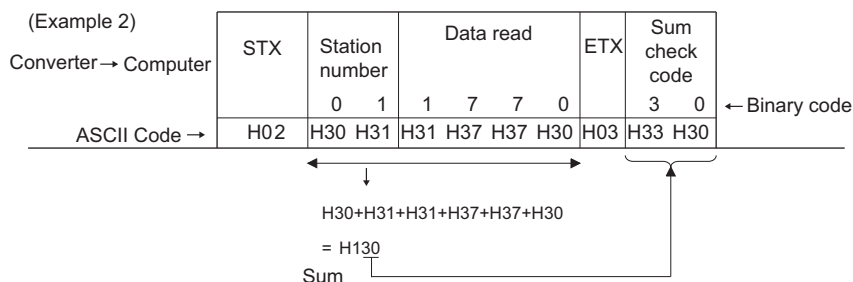 (Example 2)
Converter → Computer
STX
Station number
Data read
ETX
Sum check code
0 1 1 7 7 0 3 0
← Binary code
ASCII Code →
H02 H30 H31 H31 H37 H37 H30 H03 H33 H30
H30+H31+H31+H37+H37+H30
= H130
Sum